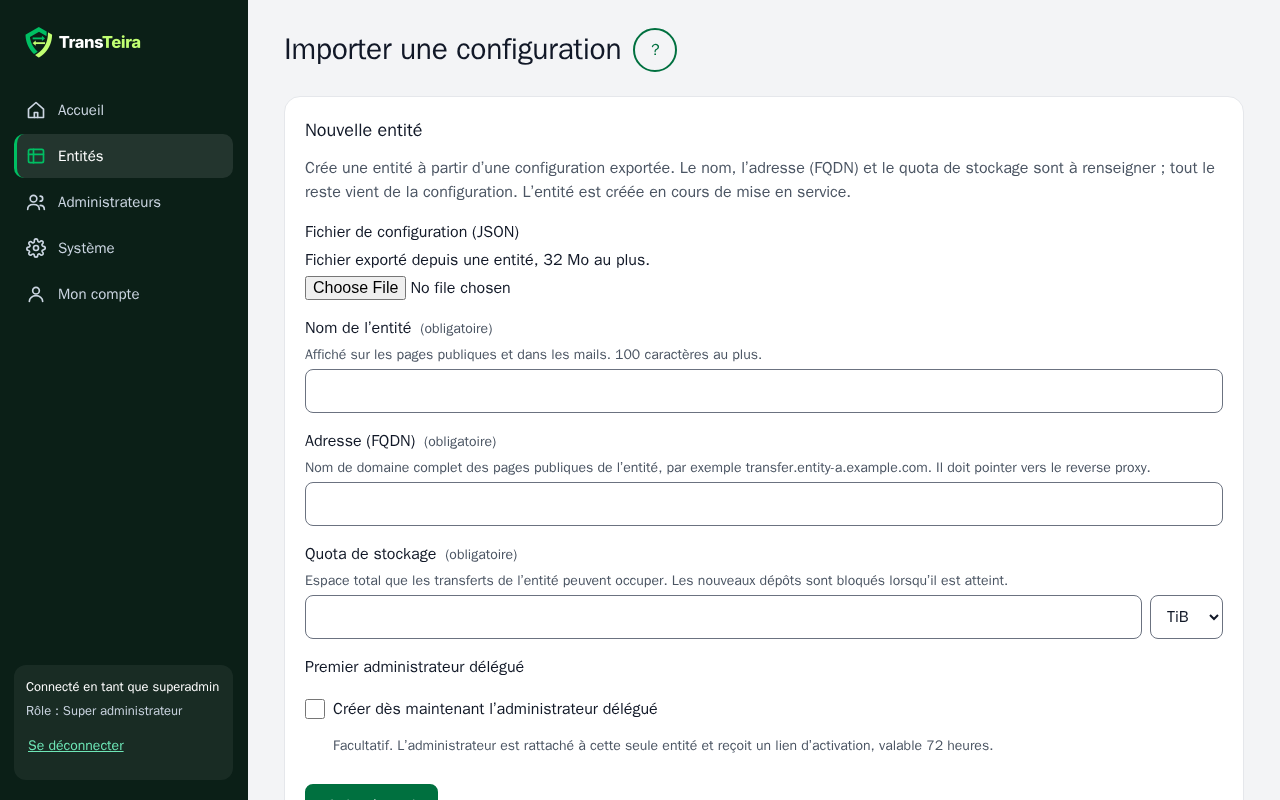 TransTeira
Accueil
Entités
Administrateurs
Système
Mon compte
Connecté en tant que superadmin
Rôle : Super administrateur
Se déconnecter
Importer une configuration ?
Nouvelle entité
Crée une entité à partir d'une configuration exportée. Le nom, l'adresse (FQDN) et le quota de stockage sont à renseigner ; tout le
reste vient de la configuration. L'entité est créée en cours de mise en service.
Fichier de configuration (JSON)
Fichier exporté depuis une entité, 32 Mo au plus.
Choose File No file chosen
Nom de l'entité (obligatoire)
Affiché sur les pages publiques et dans les mails. 100 caractères au plus.
Adresse (FQDN) (obligatoire)
Nom de domaine complet des pages publiques de l'entité, par exemple transfer.entity-a.example.com. Il doit pointer vers le reverse proxy.
Quota de stockage (obligatoire)
Espace total que les transferts de l'entité peuvent occuper. Les nouveaux dépôts sont bloqués lorsqu'il est atteint.
TiB
Premier administrateur délégué
Créer dès maintenant l'administrateur délégué
Facultatif. L'administrateur est rattaché à cette seule entité et reçoit un lien d'activation, valable 72 heures.